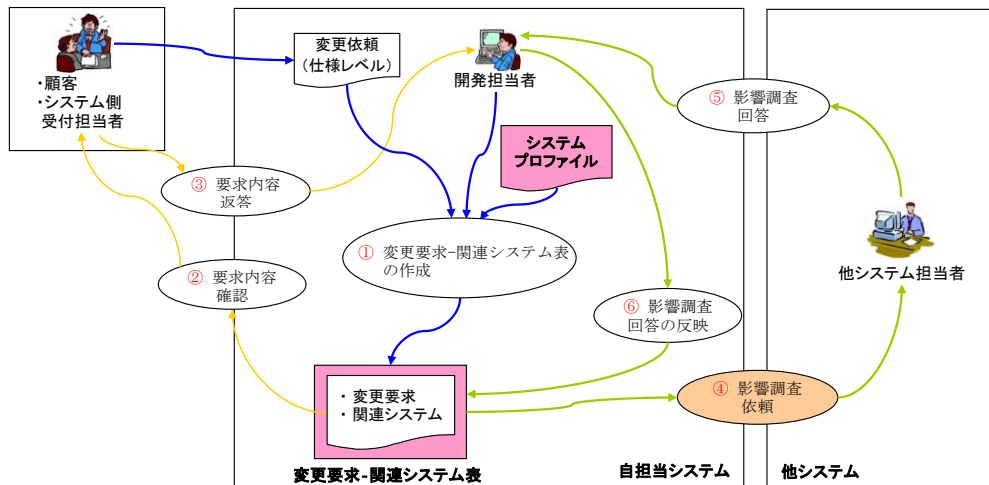 ・顧客
・システム側
受付担当者
変更依頼
（仕様レベル）
開発担当者
システム
プロファイル
⑤ 影響調査
回答
③ 要求内容
返答
① 変更要求-関連システム表
の作成
② 要求内容
確認
他システム担当者
⑥ 影響調査
回答の反映
・ 変更要求
・ 関連システム
④ 影響調査
依頼
変更要求-関連システム表
自担当システム
他システム